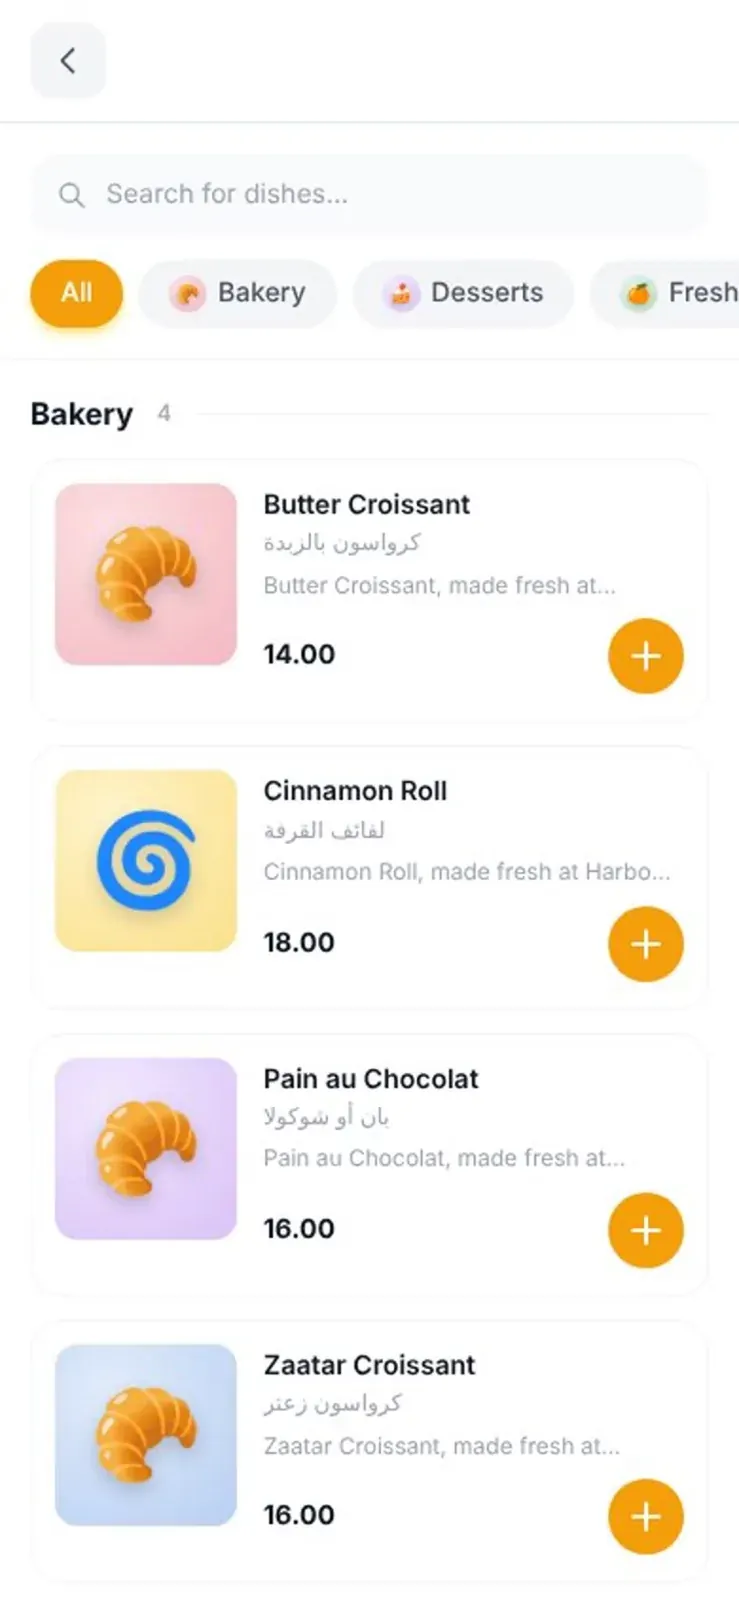 Search for dishes...
All
Bakery
Desserts
Fresh
Bakery 4
Butter Croissant
كرواسون بالزبدة
Butter Croissant, made fresh at...
14.00
Cinnamon Roll
لفائف القرفة
Cinnamon Roll, made fresh at Harbo...
18.00
Pain au Chocolat
بان أو شوكولا
Pain au Chocolat, made fresh at...
16.00
Zaatar Croissant
كرواسون زعتر
Zaatar Croissant, made fresh at...
16.00